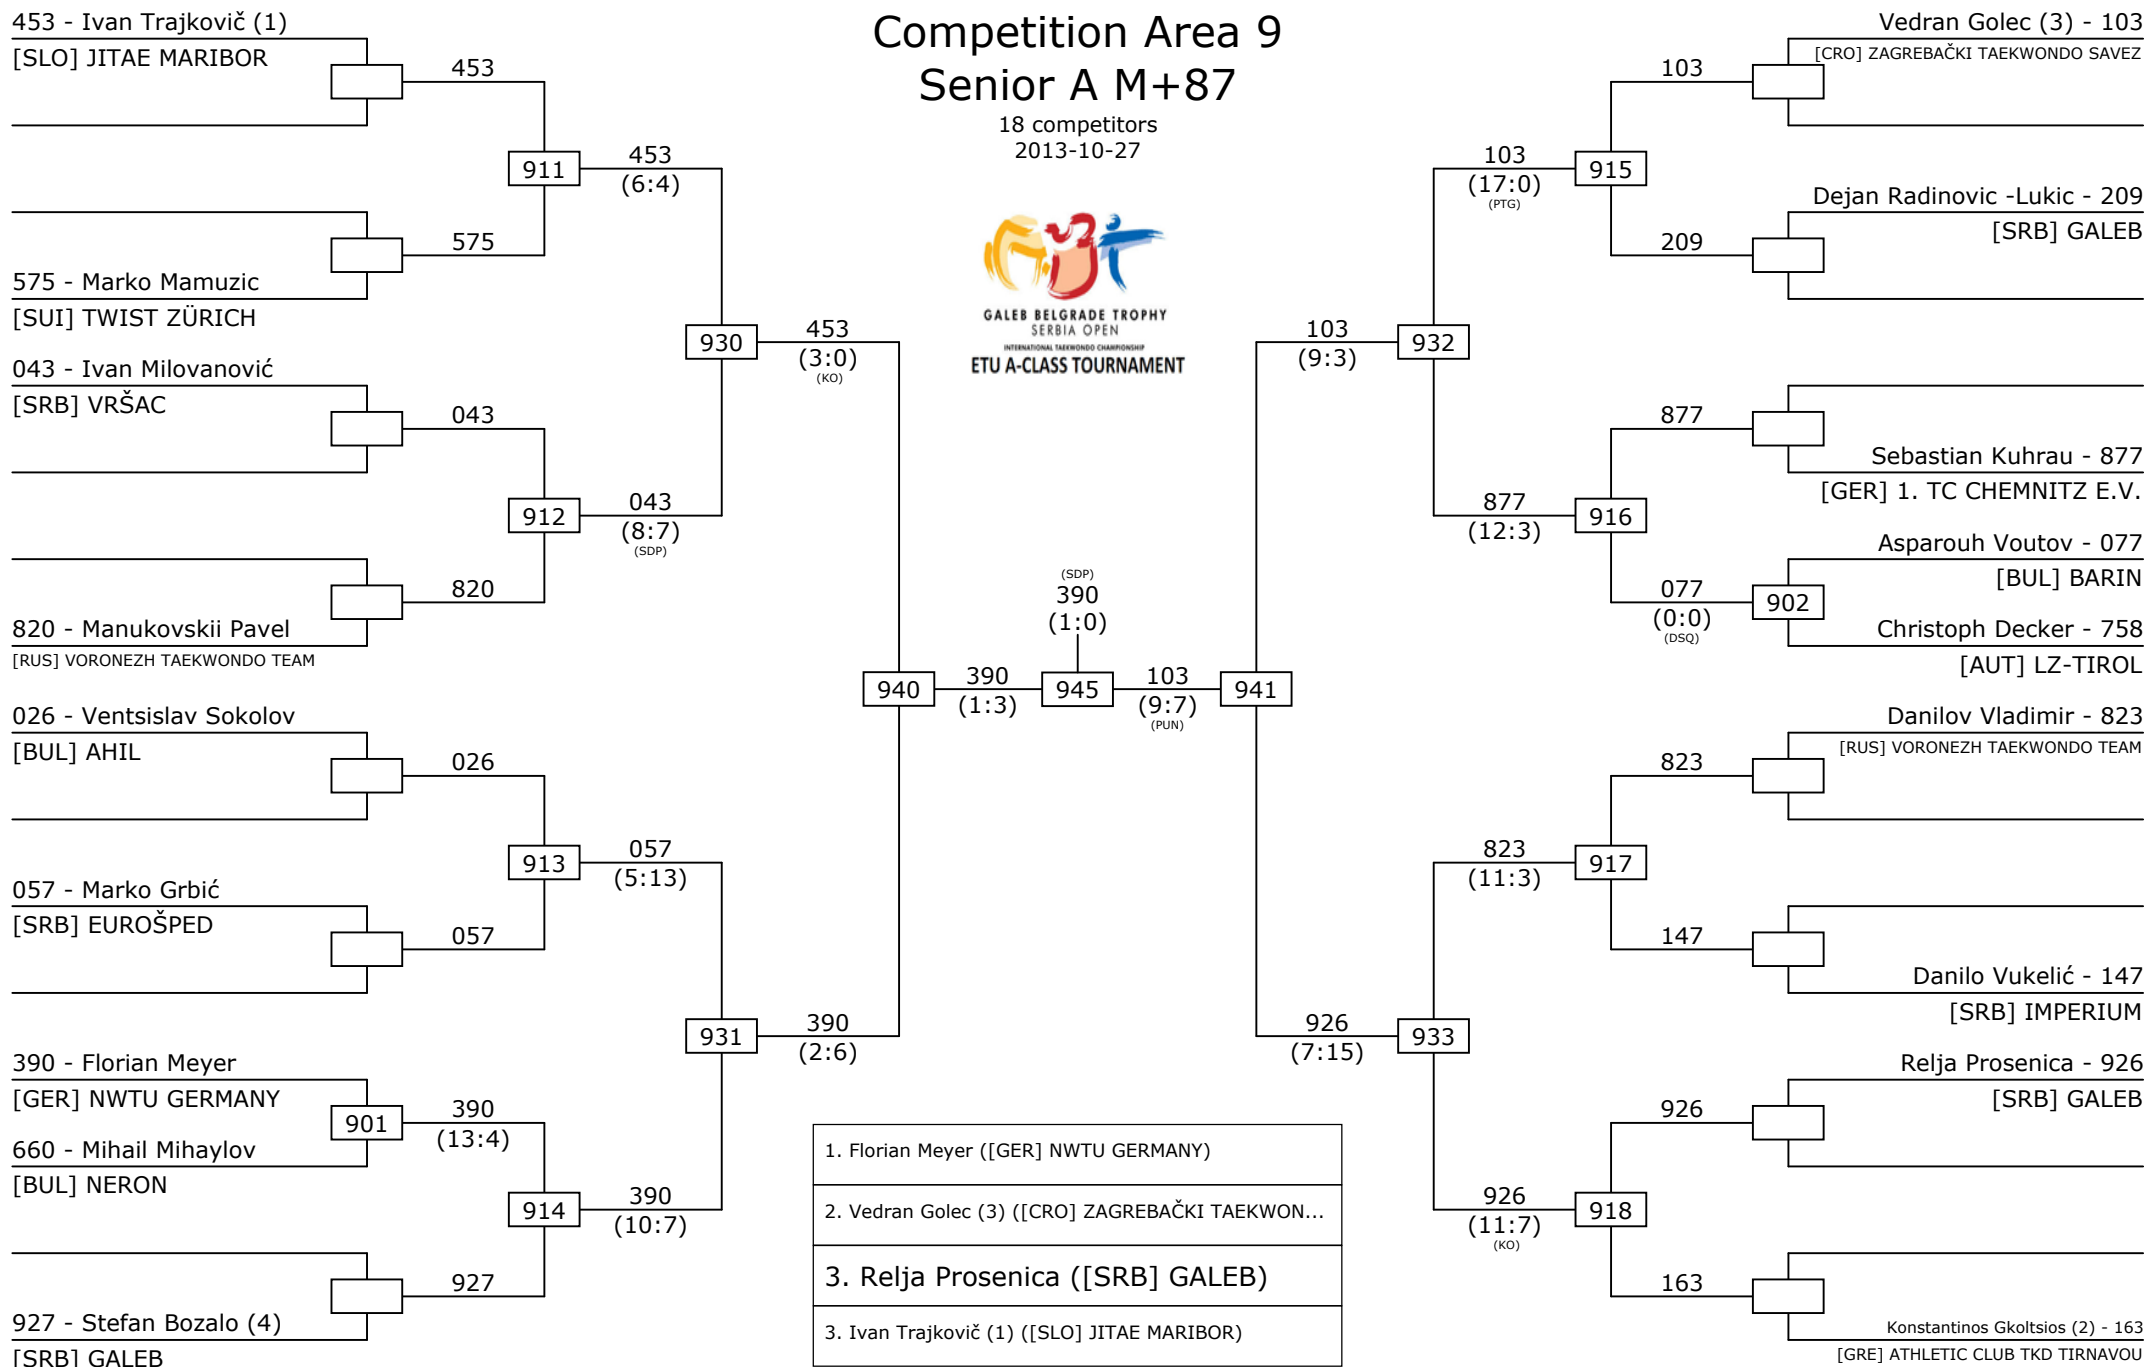 Competition Area 9
Senior A M+87
18 competitors
2013-10-27
GALEB BELGRADE TROPHY
SERBIA OPEN
INTERNATIONAL TAEKWONDO CHAMPIONSHIP
ETU A-CLASS TOURNAMENT
453 - Ivan Trajkovič (1)
[SLO] JITAE MARIBOR
453
911
453
(6:4)
575
575 - Marko Mamuzic
[SUI] TWIST ZÜRICH
930
453
(3:0)
(KO)
043 - Ivan Milovanović
[SRB] VRŠAC
043
912
043
(8:7)
(SDP)
820
820 - Manukovskii Pavel
[RUS] VORONEZH TAEKWONDO TEAM
940
390
(1:3)
026 - Ventsislav Sokolov
[BUL] AHIL
026
913
057
(5:13)
057 - Marko Grbić
[SRB] EUROŠPED
057
931
390
(2:6)
390 - Florian Meyer
[GER] NWTU GERMANY
901
390
(13:4)
660 - Mihail Mihaylov
[BUL] NERON
914
390
(10:7)
927
927 - Stefan Bozalo (4)
[SRB] GALEB
(SDP)
390
(1:0)
945
103
(9:7)
(PUN)
941
Vedran Golec (3) - 103
[CRO] ZAGREBAČKI TAEKWONDO SAVEZ
103
103
(17:0)
(PTG)
915
Dejan Radinovic -Lukic - 209
[SRB] GALEB
209
103
(9:3)
932
877
Sebastian Kuhrau - 877
[GER] 1. TC CHEMNITZ E.V.
877
(12:3)
916
Asparouh Voutov - 077
[BUL] BARIN
077
(0:0)
(DSQ)
902
Christoph Decker - 758
[AUT] LZ-TIROL
Danilov Vladimir - 823
[RUS] VORONEZH TAEKWONDO TEAM
823
823
(11:3)
917
147
Danilo Vukelić - 147
[SRB] IMPERIUM
926
(7:15)
933
Relja Prosenica - 926
[SRB] GALEB
926
926
(11:7)
(KO)
918
163
Konstantinos Gkoltsios (2) - 163
[GRE] ATHLETIC CLUB TKD TIRNAVOU
1. Florian Meyer ([GER] NWTU GERMANY)
2. Vedran Golec (3) ([CRO] ZAGREBAČKI TAEKWON...
3. Relja Prosenica ([SRB] GALEB)
3. Ivan Trajkovič (1) ([SLO] JITAE MARIBOR)